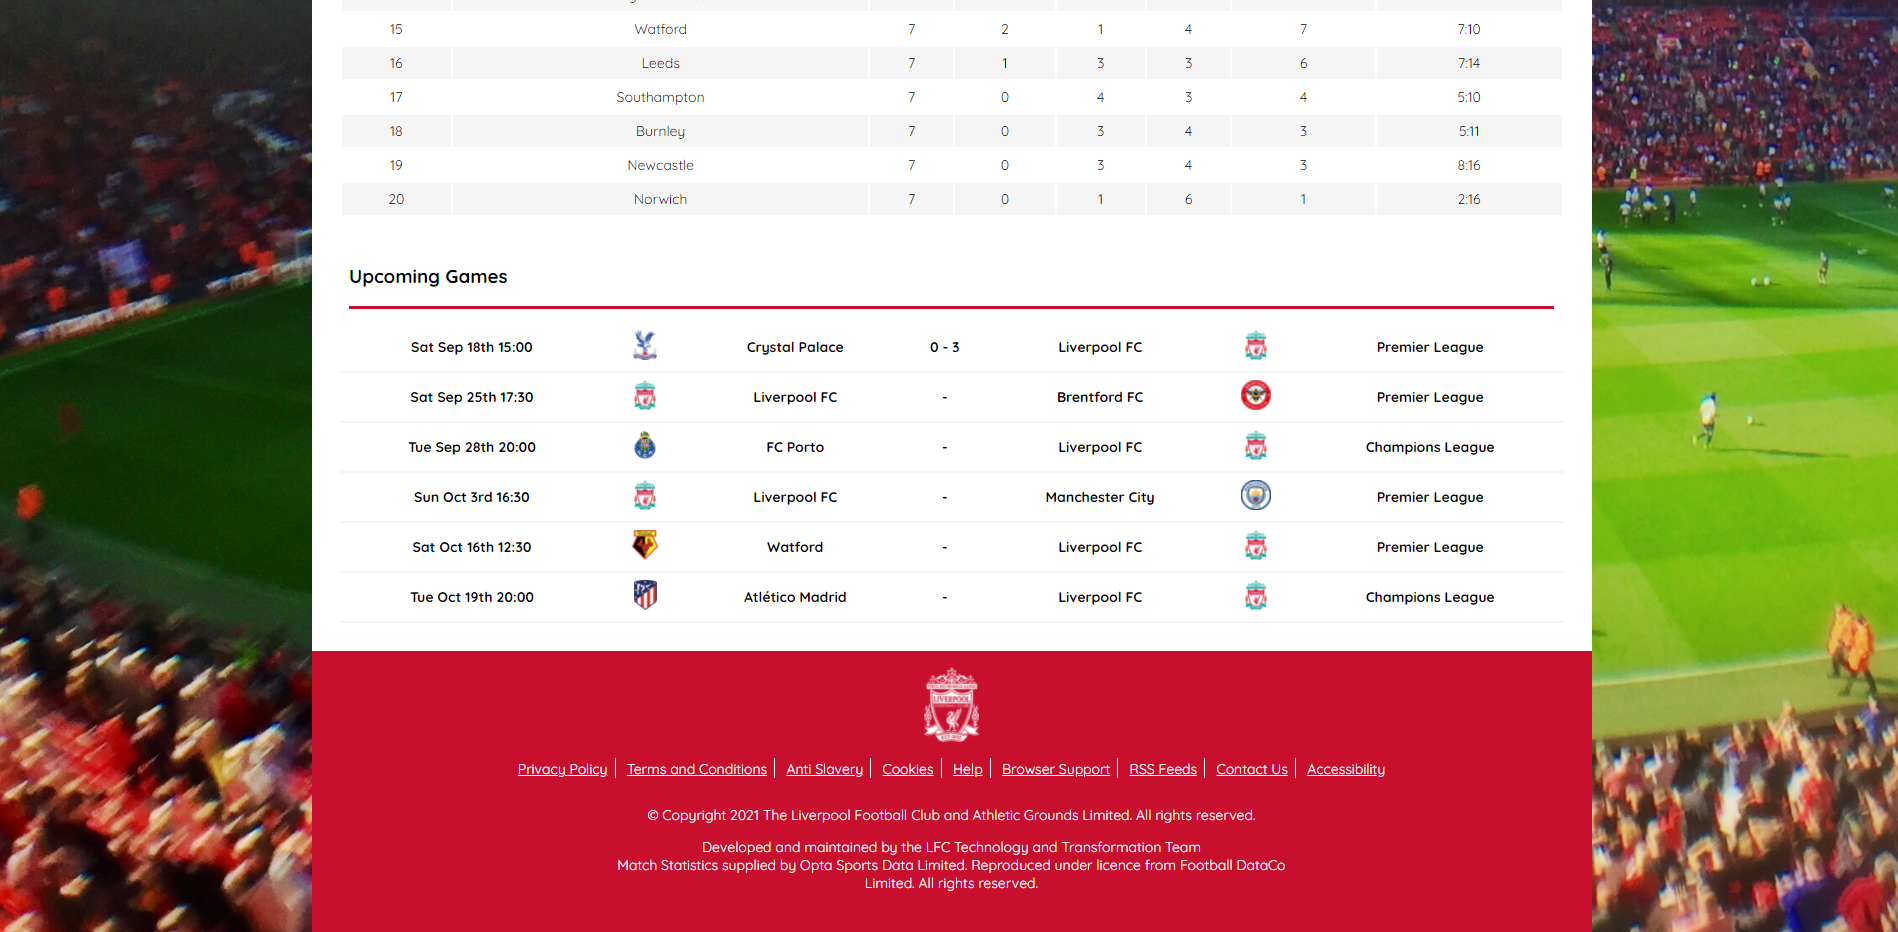 15 Watford 7 2 1 4 7 7:10
16 Leeds 7 1 3 3 6 7:14
17 Southampton 7 0 4 3 4 5:10
18 Burnley 7 0 3 4 3 5:11
19 Newcastle 7 0 3 4 3 8:16
20 Norwich 7 0 1 6 1 2:16
Upcoming Games
Sat Sep 18th 15:00 Crystal Palace 0 - 3 Liverpool FC Premier League
Sat Sep 25th 17:30 Liverpool FC - Brentford FC Premier League
Tue Sep 28th 20:00 FC Porto - Liverpool FC Champions League
Sun Oct 3rd 16:30 Liverpool FC - Manchester City Premier League
Sat Oct 16th 12:30 Watford - Liverpool FC Premier League
Tue Oct 19th 20:00 Atlético Madrid - Liverpool FC Champions League
LIVERPOOL
Privacy Policy Terms and Conditions Anti Slavery Cookies Help Browser Support RSS Feeds Contact Us Accessibility
© Copyright 2021 The Liverpool Football Club and Athletic Grounds Limited. All rights reserved.
Developed and maintained by the LFC Technology and Transformation Team
Match Statistics supplied by Opta Sports Data Limited. Reproduced under licence from Football DataCo
Limited. All rights reserved.